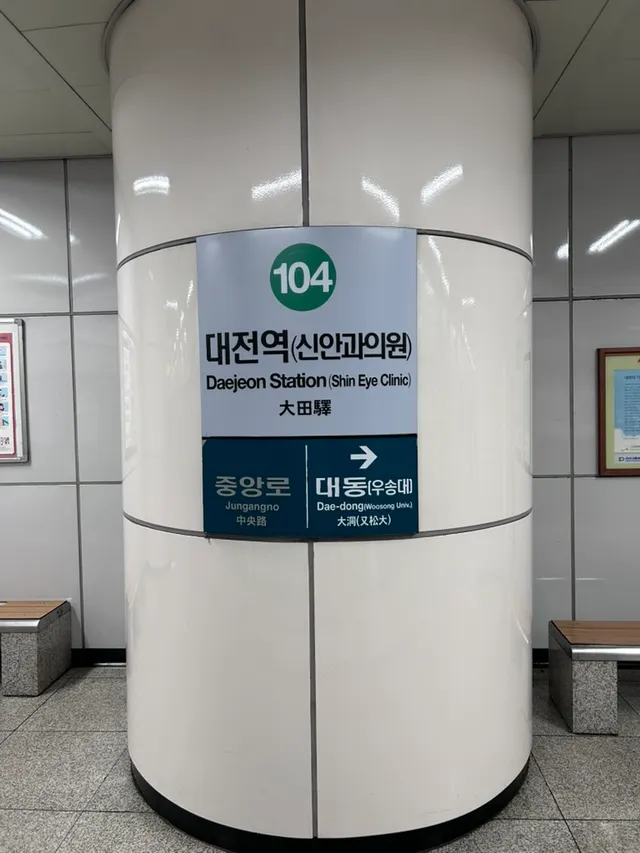 104
대전역(신안과의원)
Daejeon Station(Shin Eye Clinic)
大田驛
중앙로
Jungangno
中央路
→
대동(우송대)
Dae-dong(Woosong Univ.)
大洞(又松大)